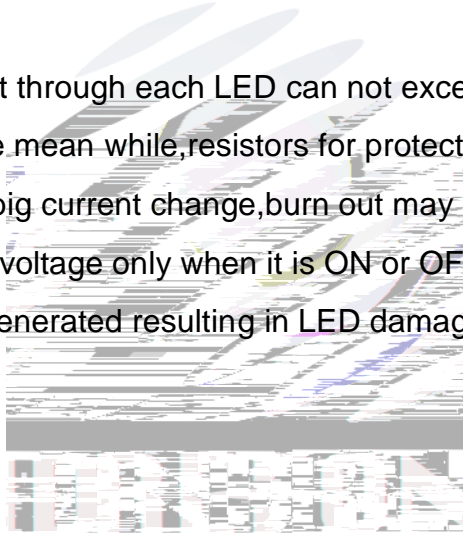 t through each LED can not exce
e mean while,resistors for protect
big current change,burn out may
voltage only when it is ON or OF
enerated resulting in LED damag